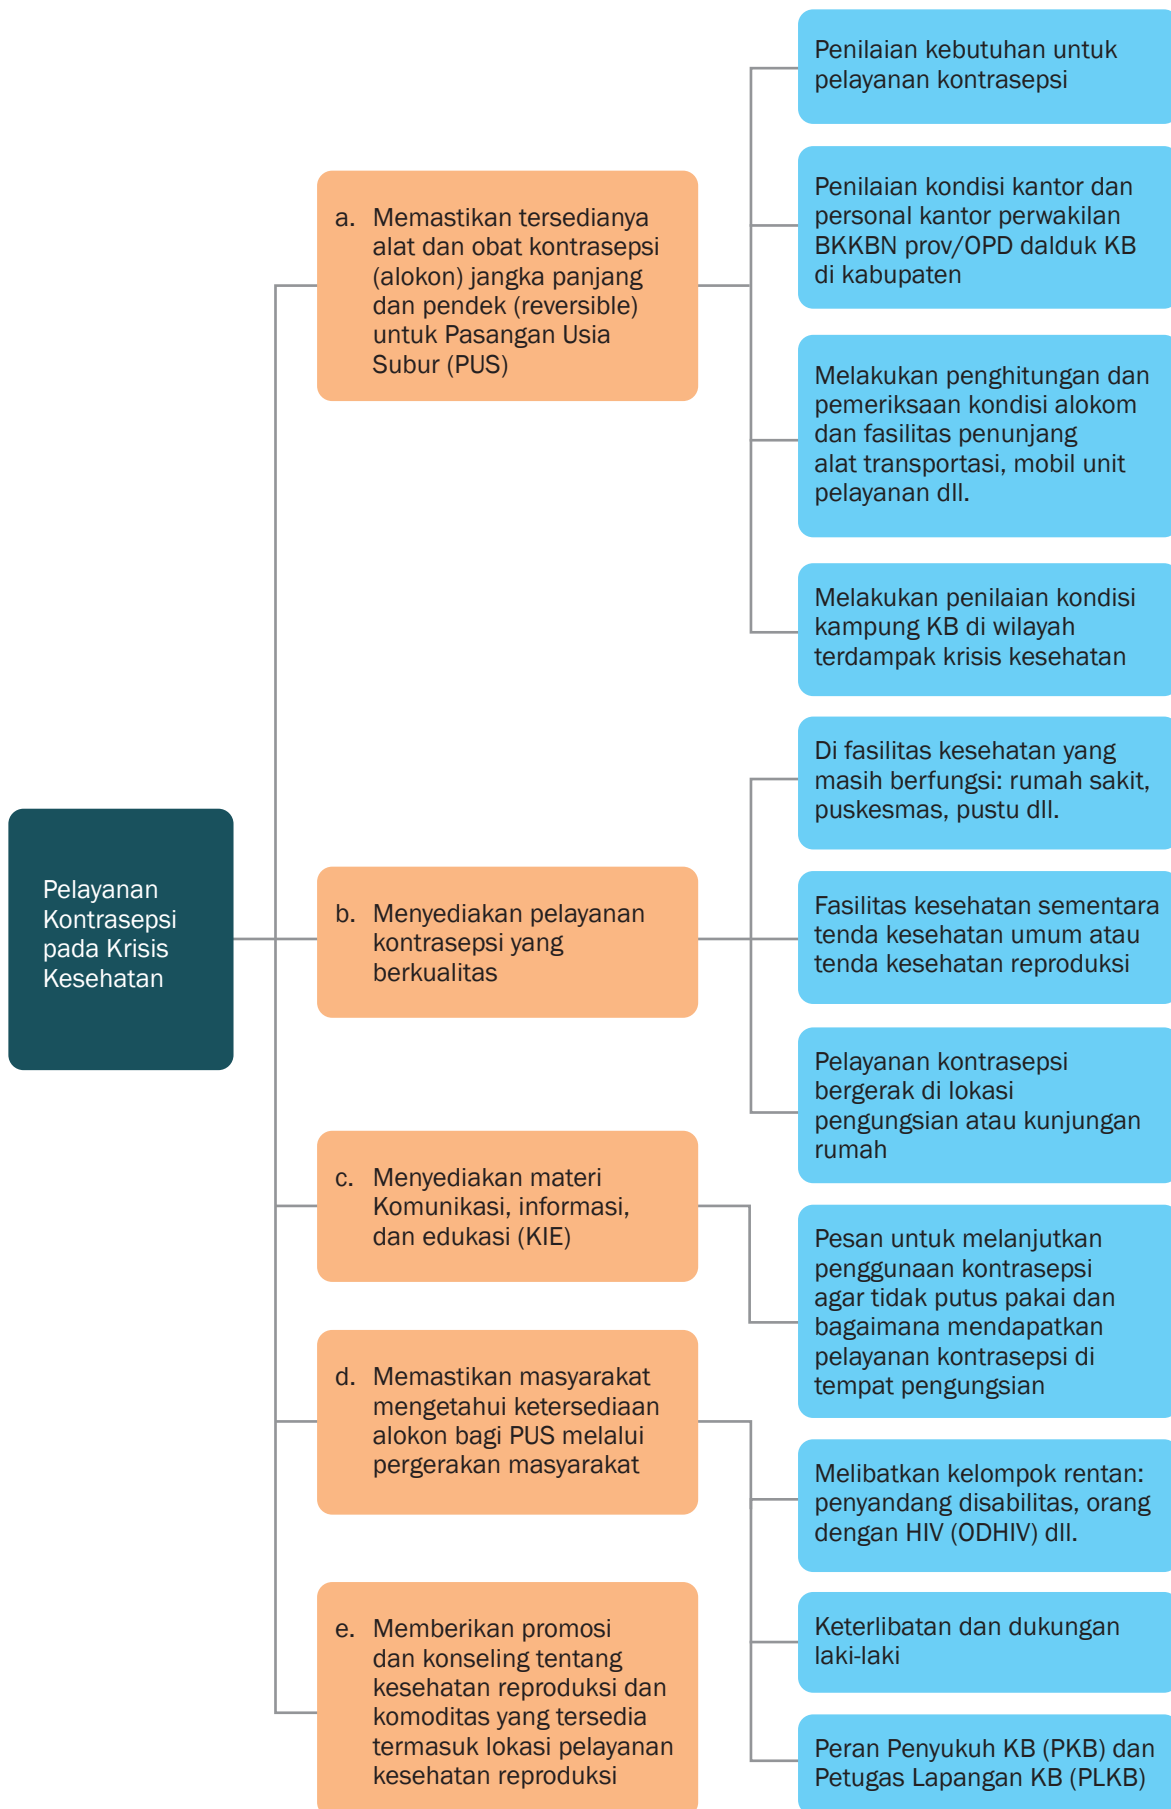 Pelayanan
Kontrasepsi
pada Krisis
Kesehatan
a. Memastikan tersedianya
alat dan obat kontrasepsi
(alokon) jangka panjang
dan pendek (reversible)
untuk Pasangan Usia
Subur (PUS)
Penilaian kebutuhan untuk
pelayanan kontrasepsi
Penilaian kondisi kantor dan
personal kantor perwakilan
BKKBN prov/OPD dalduk KB
di kabupaten
Melakukan penghitungan dan
pemeriksaan kondisi alokom
dan fasilitas penunjang
alat transportasi, mobil unit
pelayanan dll.
Melakukan penilaian kondisi
kampung KB di wilayah
terdampak krisis kesehatan
b. Menyediakan pelayanan
kontrasepsi yang
berkualitas
Di fasilitas kesehatan yang
masih berfungsi: rumah sakit,
puskesmas, pustu dll.
Fasilitas kesehatan sementara
tenda kesehatan umum atau
tenda kesehatan reproduksi
Pelayanan kontrasepsi
bergerak di lokasi
pengungsian atau kunjungan
rumah
c. Menyediakan materi
Komunikasi, informasi,
dan edukasi (KIE)
Pesan untuk melanjutkan
penggunaan kontrasepsi
agar tidak putus pakai dan
bagaimana mendapatkan
pelayanan kontrasepsi di
tempat pengungsian
d. Memastikan masyarakat
mengetahui ketersediaan
alokon bagi PUS melalui
pergerakan masyarakat
Melibatkan kelompok rentan:
penyandang disabilitas, orang
dengan HIV (ODHIV) dll.
Keterlibatan dan dukungan
laki-laki
Peran Penyukuh KB (PKB) dan
Petugas Lapangan KB (PLKB)
e. Memberikan promosi
dan konseling tentang
kesehatan reproduksi dan
komoditas yang tersedia
termasuk lokasi pelayanan
kesehatan reproduksi